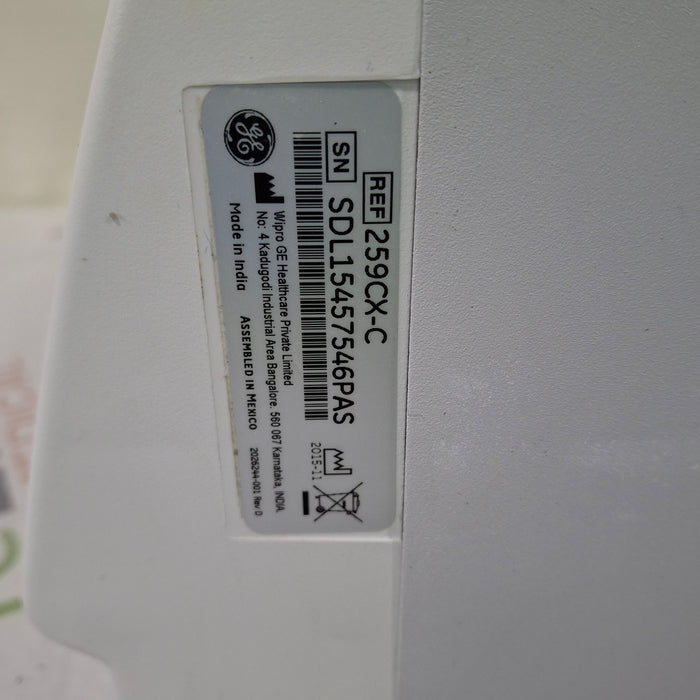 REF 259CX-C
SN SDL15457546PAS
2015-11
GE
Wipro GE Healthcare Private Limited
No: 4 Kadugodi Industrial Area Bangalore. 560 067 Karnataka, INDIA.
Made in India
ASSEMBLED IN MEXICO
2026244-001 Rev D